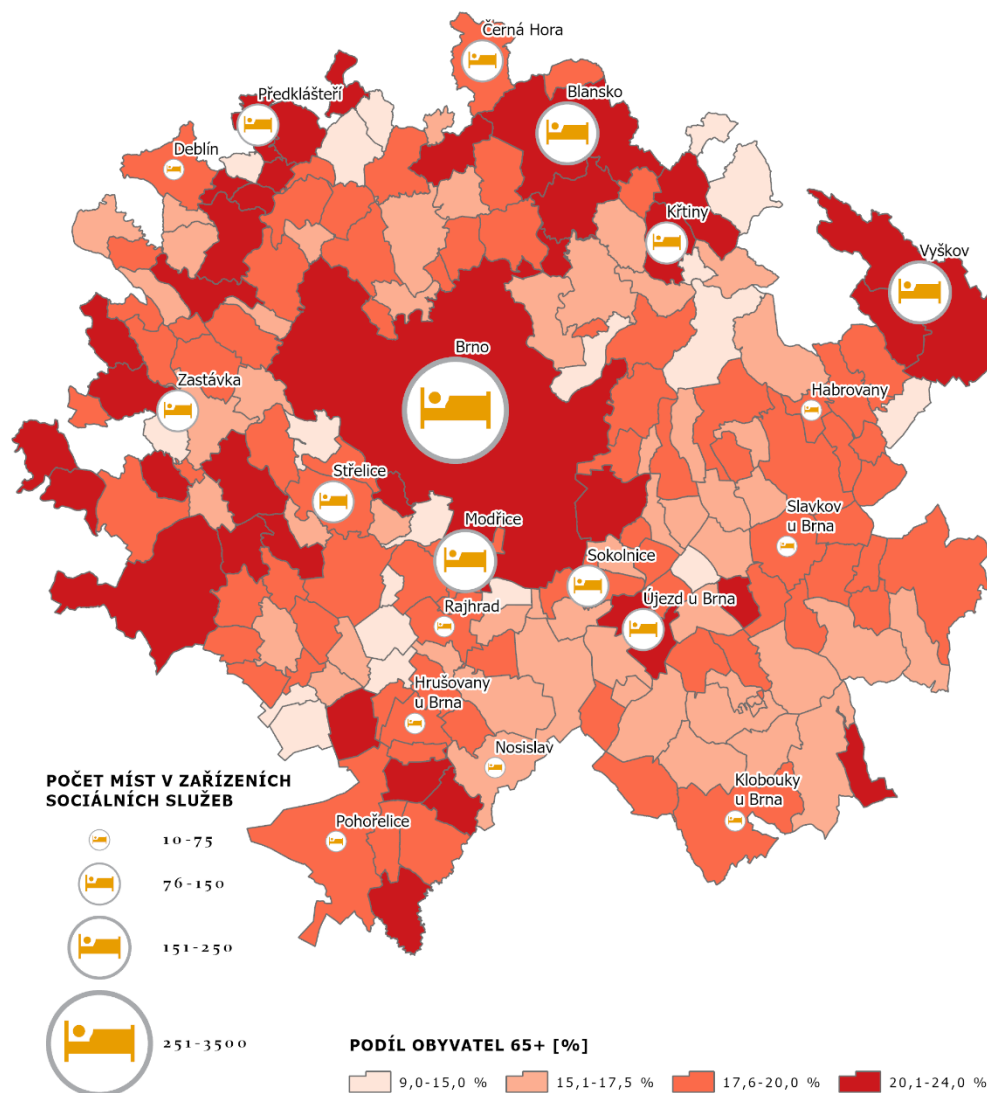 Černá Hora
Předklášteří
Blansko
Deblín
Křtiny
Vyškov
Brno
Zastávka
Habrovany
Střelice
Slavkov
u Brna
Modřice
Sokolnice
Újezd u Brna
Rajhrad
Hrušovany
u Brna
Nosislav
Klobouky
u Brna
Pohořelice
POČET MÍST V ZAŘÍZENÍCH
SOCIÁLNÍCH SLUŽEB
10-75
76-150
151-250
251-3500
PODÍL OBYVATEL 65+ [%]
9,0-15,0 %
15,1-17,5 %
17,6-20,0 %
20,1-24,0 %